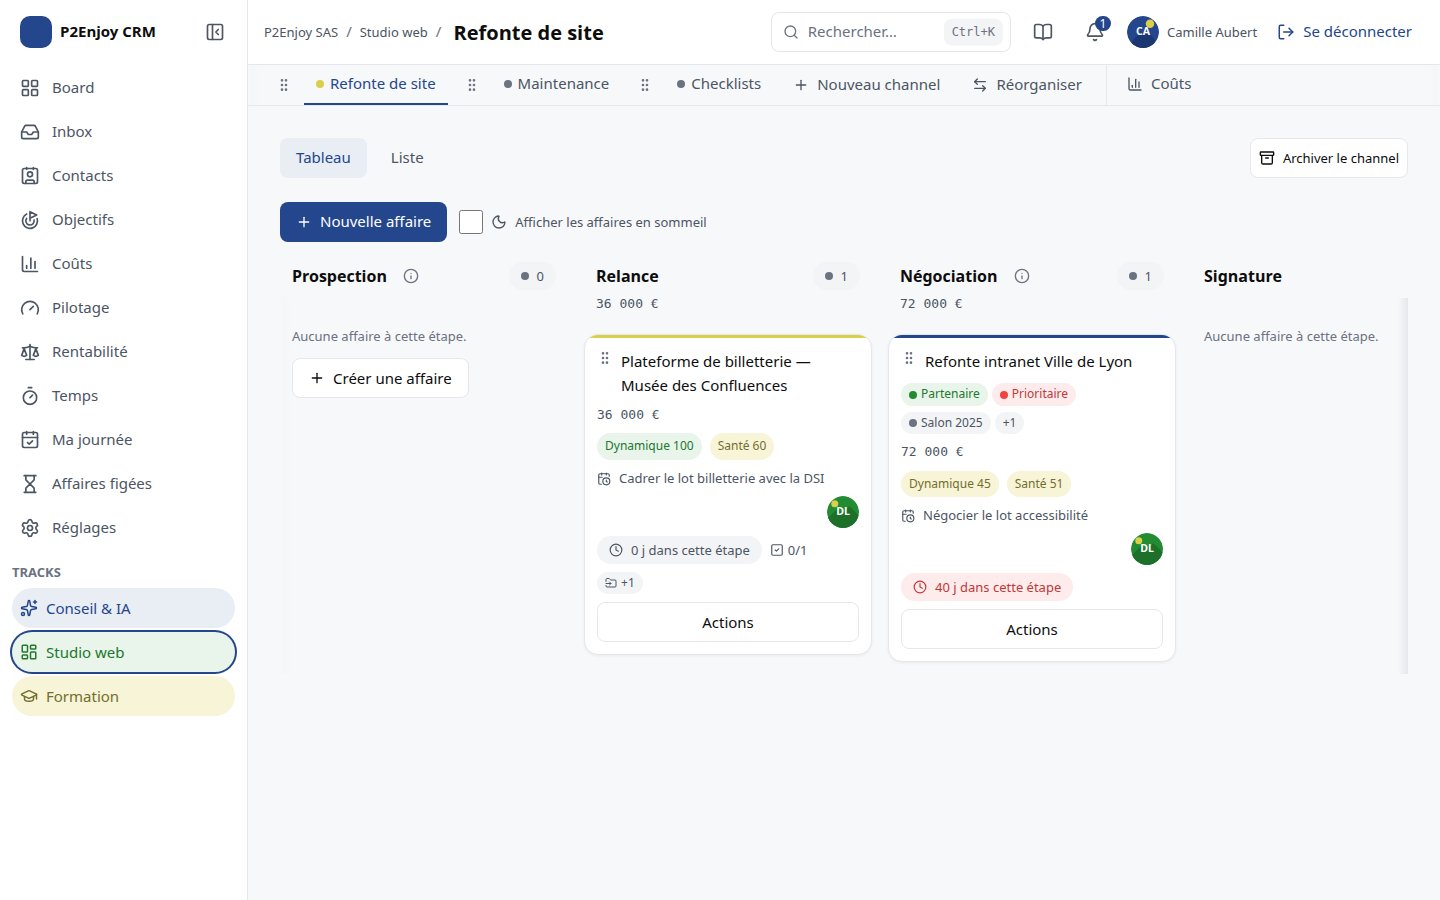 P2Enjoy CRM
Board
Inbox
Contacts
Objectifs
Coûts
Pilotage
Rentabilité
Temps
Ma journée
Affaires figées
Réglages
TRACKS
Conseil & IA
Studio web
Formation
P2Enjoy SAS / Studio web / Refonte de site
Rechercher... Ctrl+K
1
CA Camille Aubert
Se déconnecter
Refonte de site
Maintenance
Checklists
Nouveau channel
Réorganiser
Coûts
Tableau
Liste
Archiver le channel
Nouvelle affaire
Afficher les affaires en sommeil
Prospection 0
Aucune affaire à cette étape.
Créer une affaire
Relance 1
36 000 €
Plateforme de billetterie —
Musée des Confluences
36 000 €
Dynamique 100 Santé 60
Cadrer le lot billetterie avec la DSI
DL
0 j dans cette étape 0/1
+1
Actions
Négociation 1
72 000 €
Refonte intranet Ville de Lyon
Partenaire Prioritaire
Salon 2025 +1
72 000 €
Dynamique 45 Santé 51
Négocier le lot accessibilité
DL
40 j dans cette étape
Actions
Signature
Aucune affaire à cette étape.